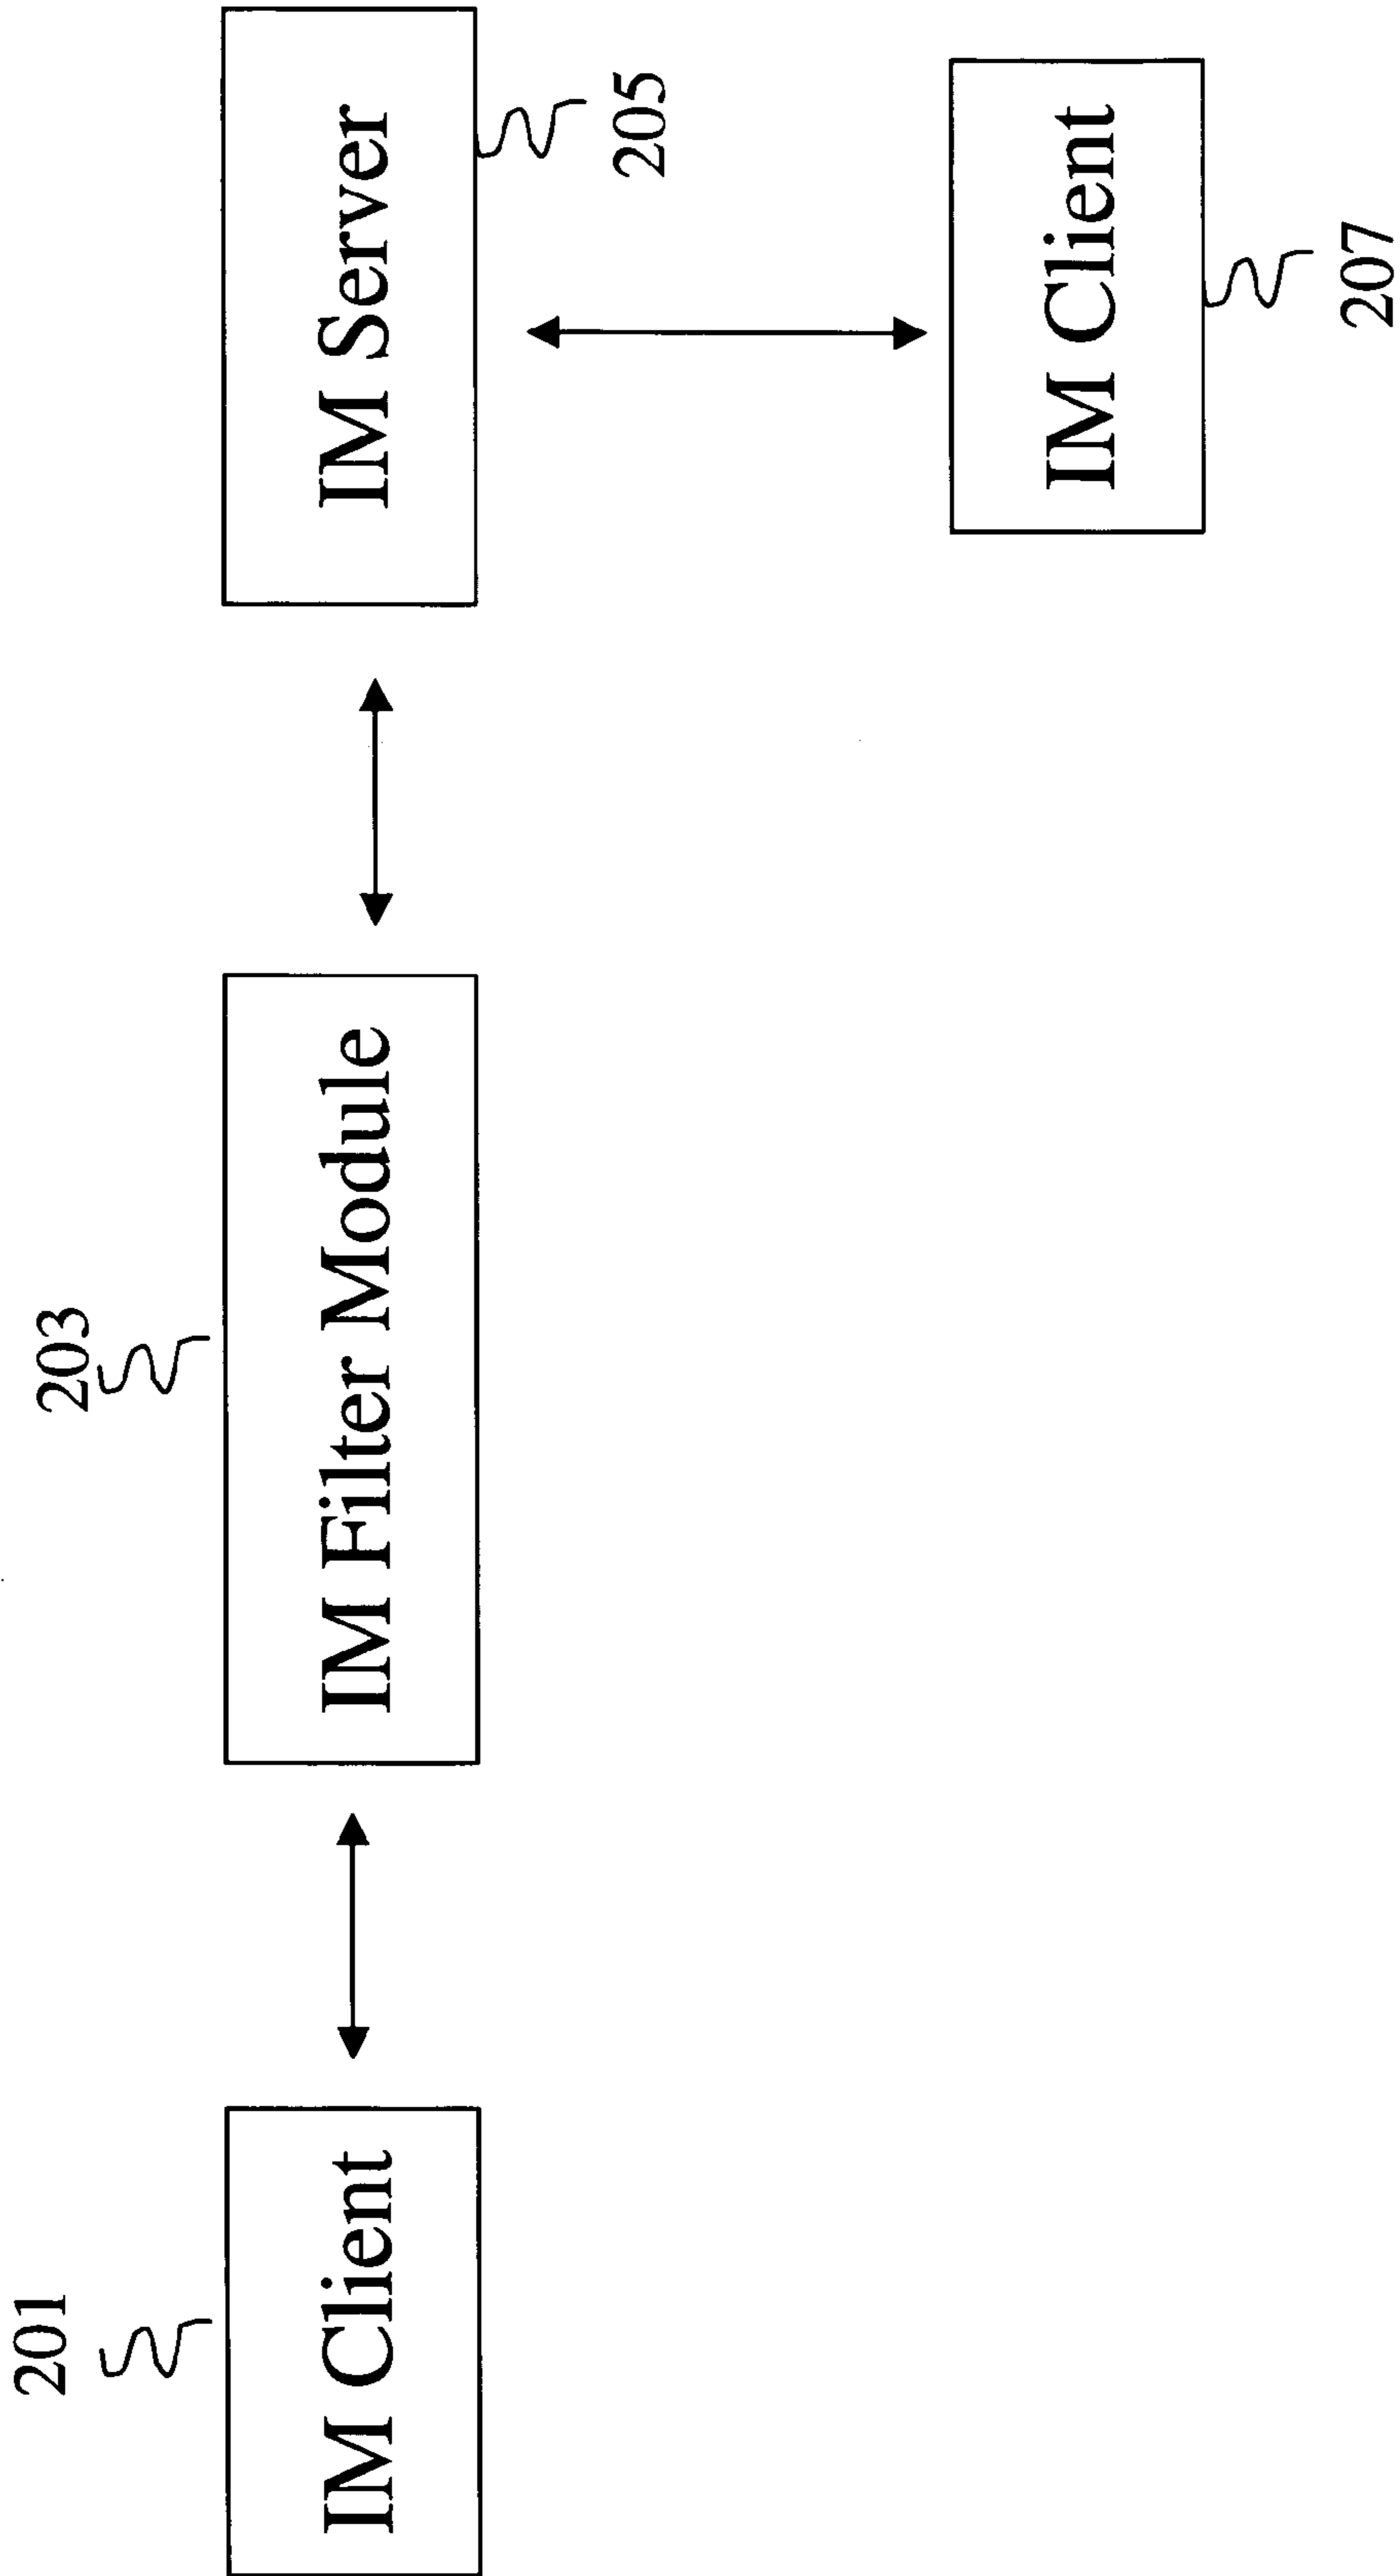 201
IM Client
203
IM Filter Module
IM Server
205
IM Client
207